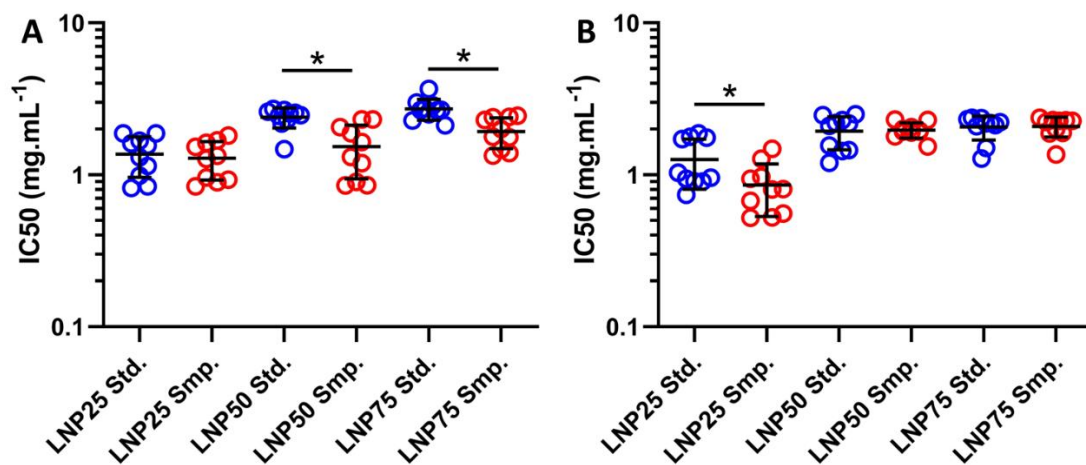 A
B
10
1
0.1
IC50 (mg.mL⁻¹)
*
*
LNP25 Std.
LNP25 Smp.
LNP50 Std.
LNP50 Smp.
LNP75 Std.
LNP75 Smp.
10
1
0.1
IC50 (mg.mL⁻¹)
*
LNP25 Std.
LNP25 Smp.
LNP50 Std.
LNP50 Smp.
LNP75 Std.
LNP75 Smp.